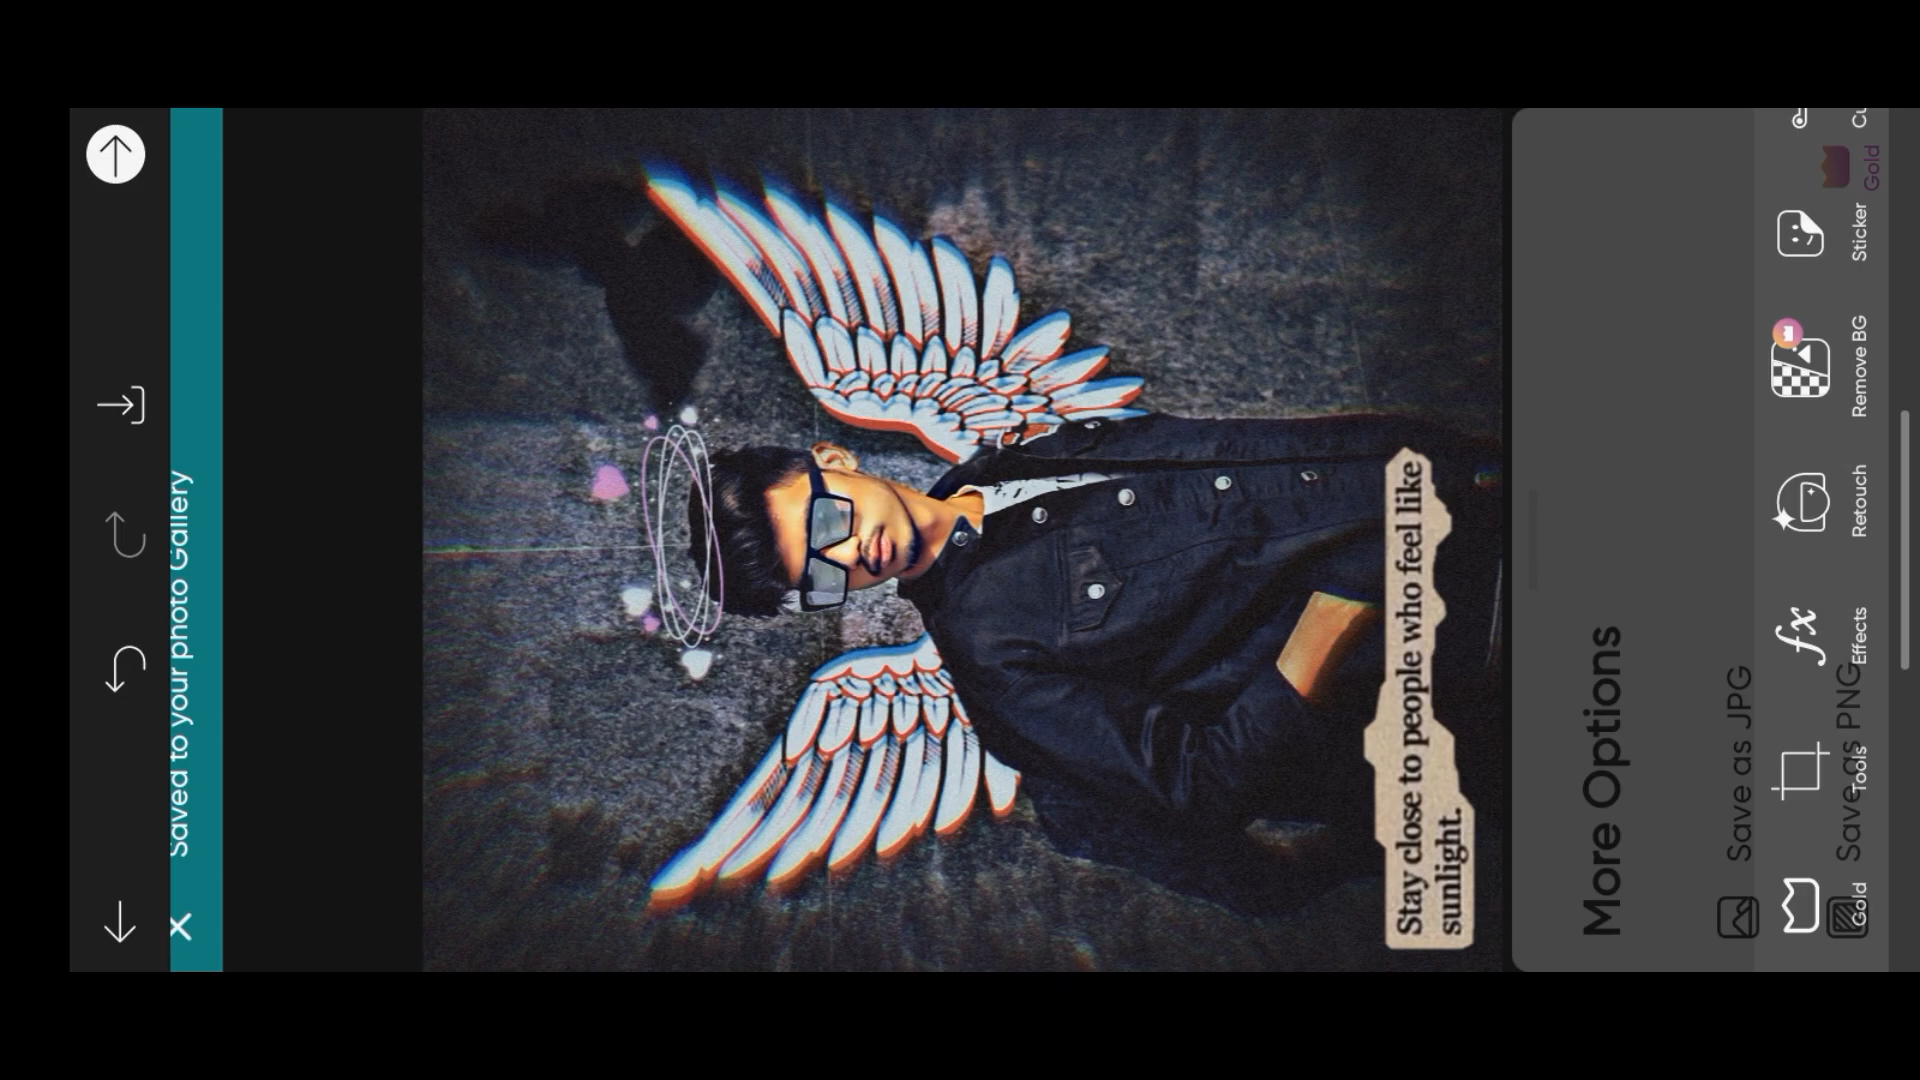 Saved to your photo Gallery
Stay close to people who feel like
sunlight.
More Options
Save as JPG
Save as PNG
Gold
Tools
Effects
Retouch
Remove BG
Sticker
Gold